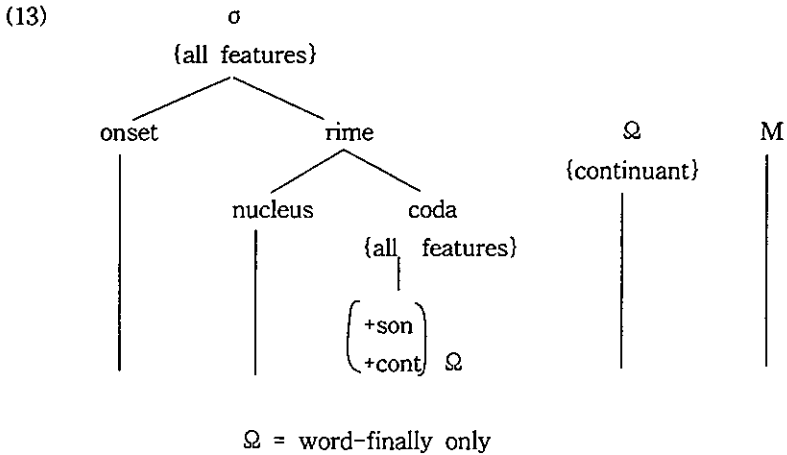 (13) σ
{all features}
onset rime Ω M
{continuant}
nucleus coda
{all features}
+son
+cont Ω
Ω = word-finally only